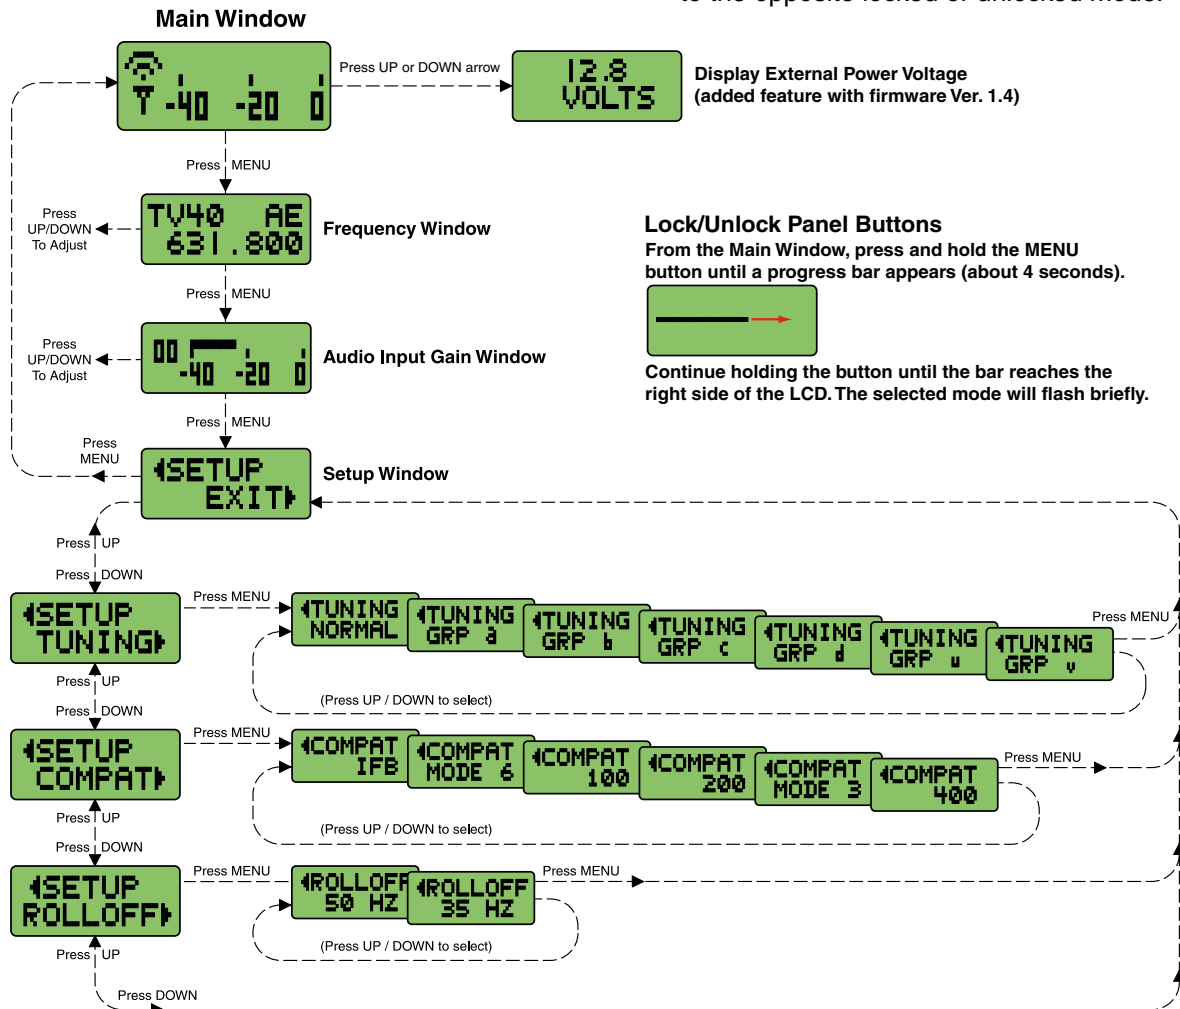 to the opposite locked or unlocked mode.
Main Window
-40 -20 0
Press UP or DOWN arrow
12.8
VOLTS
Display External Power Voltage
(added feature with firmware Ver. 1.4)
Press MENU
Press
UP/DOWN
To Adjust
TV40 AE
631.800
Frequency Window
Lock/Unlock Panel Buttons
From the Main Window, press and hold the MENU
button until a progress bar appears (about 4 seconds).
Continue holding the button until the bar reaches the
right side of the LCD. The selected mode will flash briefly.
Press MENU
Press
UP/DOWN
To Adjust
00
-40 -20 0
Audio Input Gain Window
Press MENU
Press
MENU
SETUP
EXIT
Setup Window
Press UP
Press DOWN
SETUP
TUNING
Press MENU
TUNING
NORMAL
TUNING
GRP a
TUNING
GRP b
TUNING
GRP c
TUNING
GRP d
TUNING
GRP u
TUNING
GRP v
Press MENU
(Press UP / DOWN to select)
Press UP
Press DOWN
SETUP
COMPAT
Press MENU
COMPAT
IFB
COMPAT
MODE 6
COMPAT
100
COMPAT
200
COMPAT
MODE 3
COMPAT
400
Press MENU
(Press UP / DOWN to select)
Press UP
Press DOWN
SETUP
ROLLOFF
Press MENU
ROLLOFF
50 HZ
ROLLOFF
35 HZ
Press MENU
(Press UP / DOWN to select)
Press UP
Press DOWN